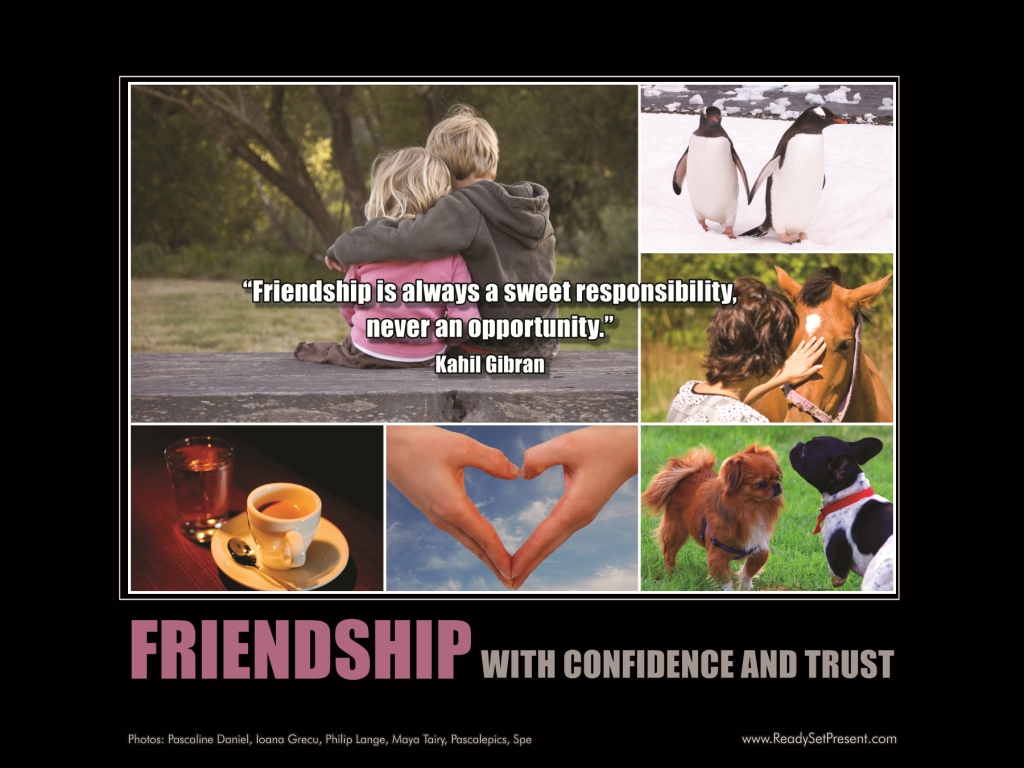 “Friendship is always a sweet responsibility,
never an opportunity.”
Kahil Gibran
FRIENDSHIP WITH CONFIDENCE AND TRUST
Photos: Pascaline Daniel, Ioana Grecu, Philip Lange, Maya Tairy, Pascalepics, Spe
www.ReadySetPresent.com